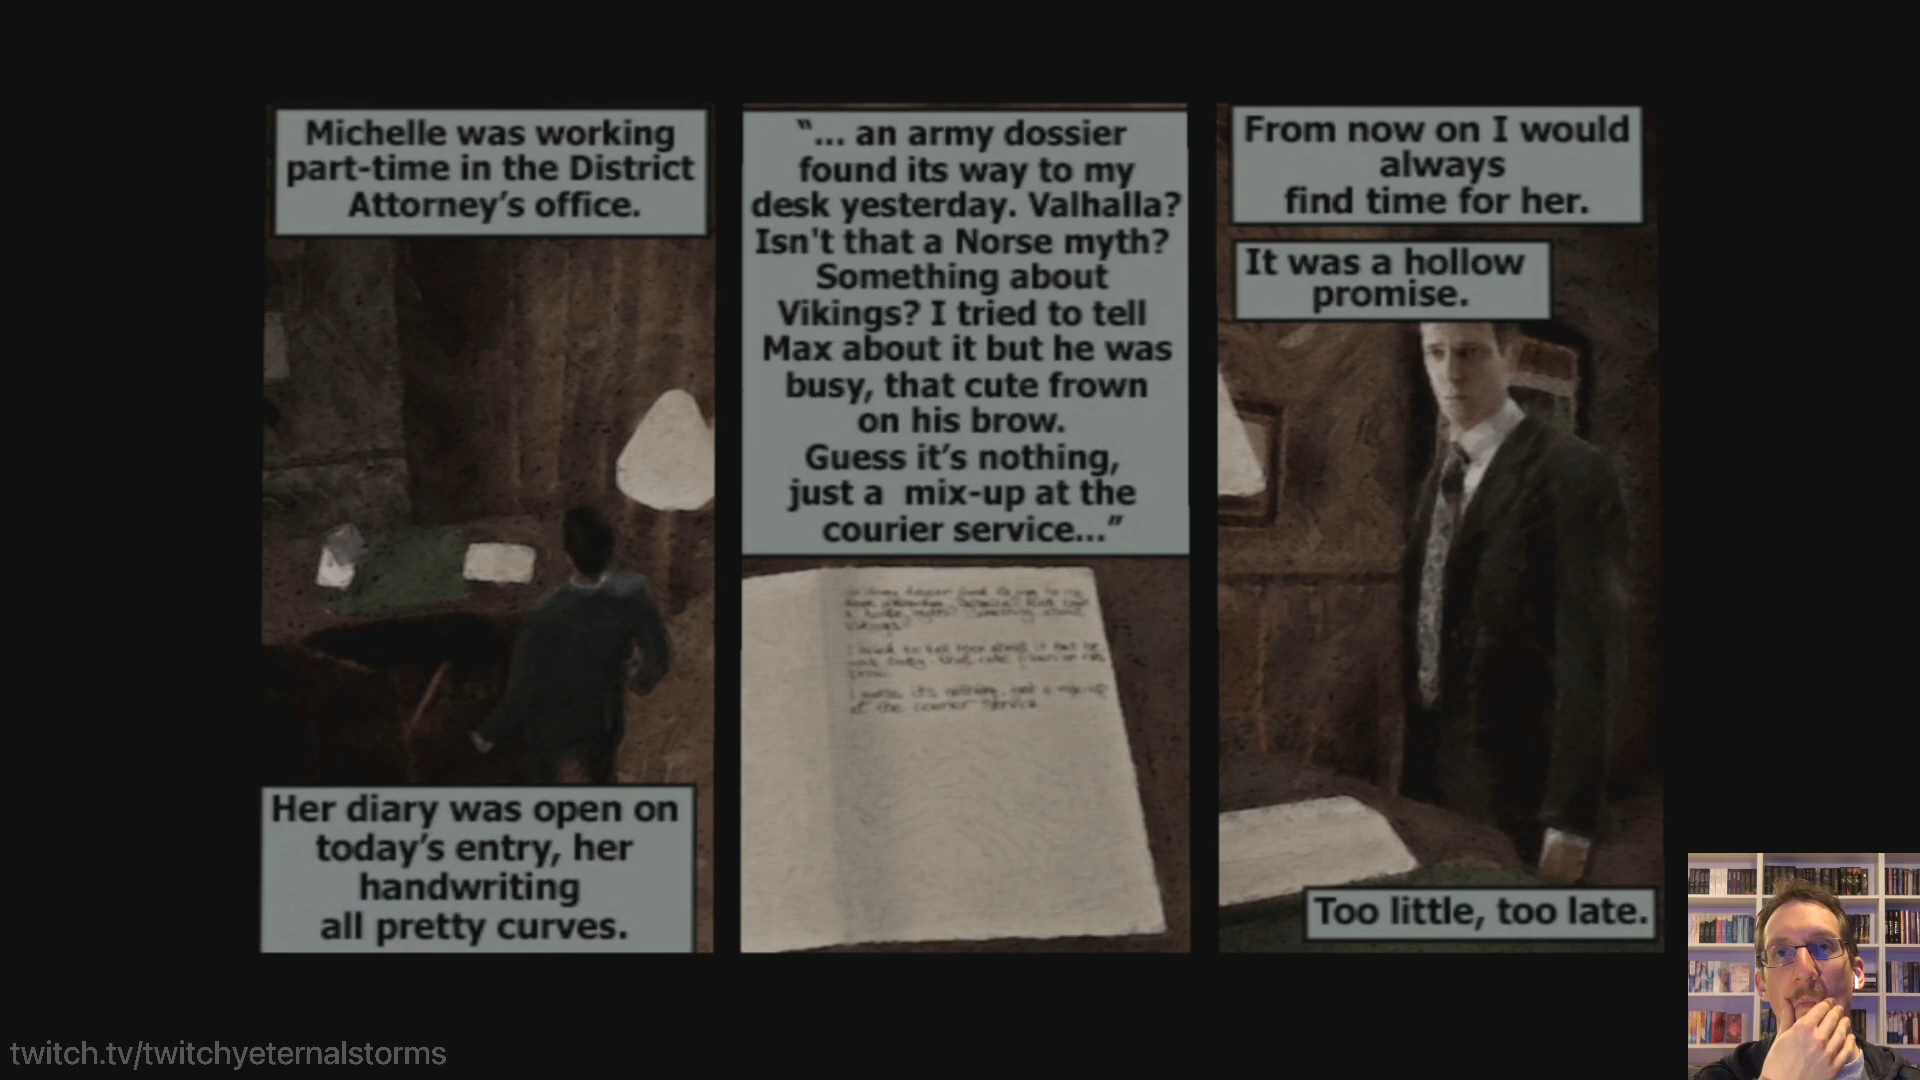 Michelle was working
part-time in the District
Attorney's office.
Her diary was open on
today's entry, her
handwriting
all pretty curves.
"... an army dossier
found its way to my
desk yesterday. Valhalla?
Isn't that a Norse myth?
Something about
Vikings? I tried to tell
Max about it but he was
busy, that cute frown
on his brow.
Guess it's nothing,
just a  mix-up at the
courier service..."
From now on I would
always
find time for her.
It was a hollow
promise.
Too little, too late.
twitch.tv/twitchyeternalstorms